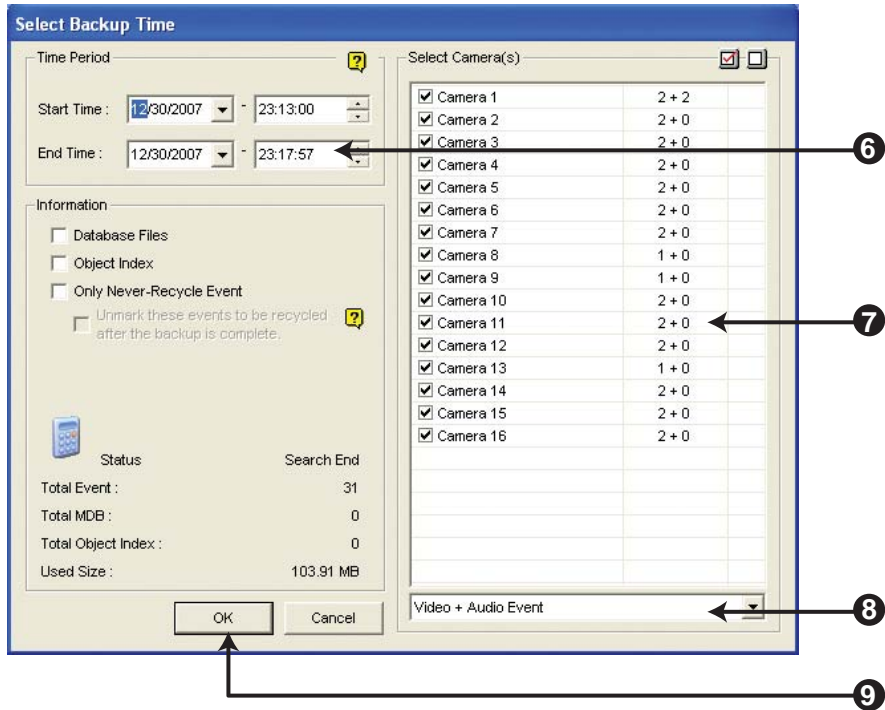 Select Backup Time
Time Period
Start Time : 12/30/2007 - 23:13:00
End Time : 12/30/2007 - 23:17:57
Information
Database Files
Object Index
Only Never-Recycle Event
Unmark these events to be recycled
after the backup is complete.
Status Search End
Total Event : 31
Total MDB : 0
Total Object Index : 0
Used Size : 103.91 MB
OK Cancel
Select Camera(s)
Camera 1 2 + 2
Camera 2 2 + 0
Camera 3 2 + 0
Camera 4 2 + 0
Camera 5 2 + 0
Camera 6 2 + 0
Camera 7 2 + 0
Camera 8 1 + 0
Camera 9 1 + 0
Camera 10 2 + 0
Camera 11 2 + 0
Camera 12 2 + 0
Camera 13 1 + 0
Camera 14 2 + 0
Camera 15 2 + 0
Camera 16 2 + 0
Video + Audio Event
6
7
8
9